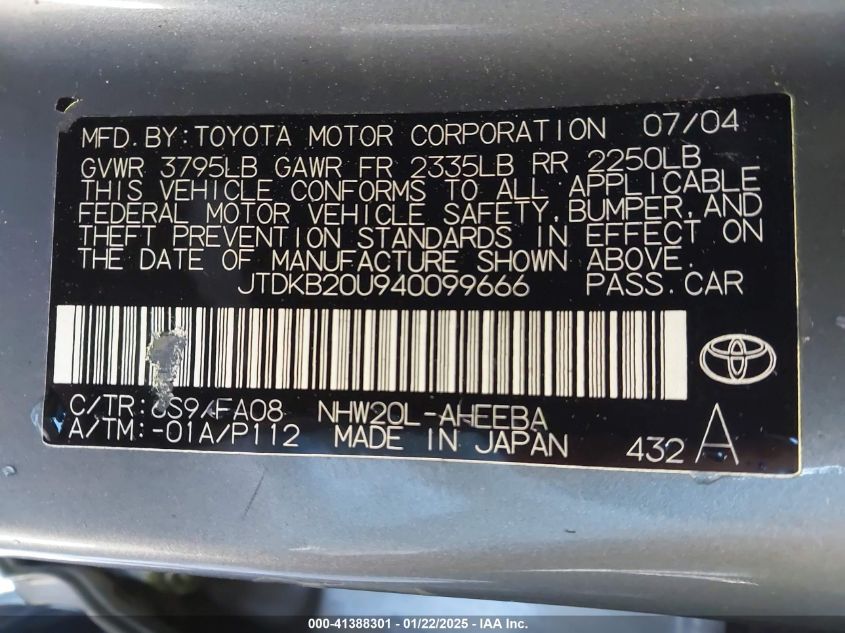 MFD. BY: TOYOTA MOTOR CORPORATION 07/04
GVWR 3795LB GAWR FR 2335LB RR 2250LB
THIS VEHICLE CONFORMS TO ALL APPLICABLE
FEDERAL MOTOR VEHICLE SAFETY, BUMPER, AND
THEFT PREVENTION STANDARDS IN EFFECT ON
THE DATE OF MANUFACTURE SHOWN ABOVE.
JTDKB20U940099666 PASS. CAR
C/TR: FA08 NHW20L-AHEEBA
A/TM:-01A/P112 MADE IN JAPAN 432 A
000-41388301 - 01/22/2025 - IAA Inc.